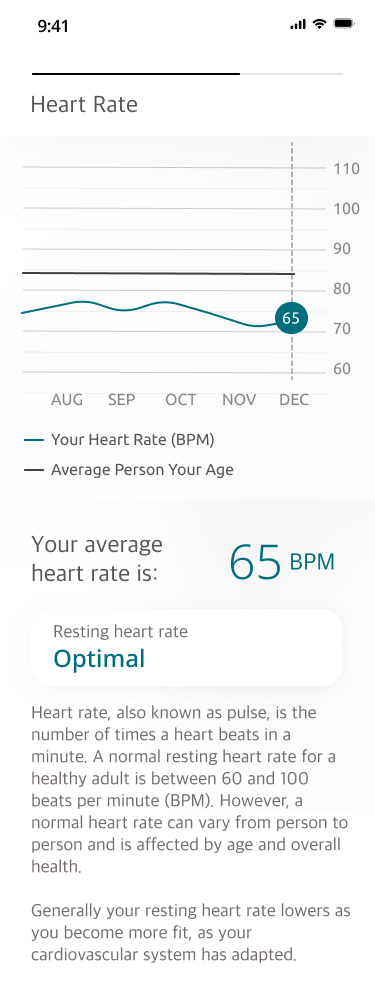 9:41
Heart Rate
110
100
90
80
65
70
60
AUG SEP OCT NOV DEC
Your Heart Rate (BPM)
Average Person Your Age
Your average
heart rate is:
65 BPM
Resting heart rate
Optimal
Heart rate, also known as pulse, is the
number of times a heart beats in a
minute. A normal resting heart rate for a
healthy adult is between 60 and 100
beats per minute (BPM). However, a
normal heart rate can vary from person to
person and is affected by age and overall
health.
Generally your resting heart rate lowers as
you become more fit, as your
cardiovascular system has adapted.